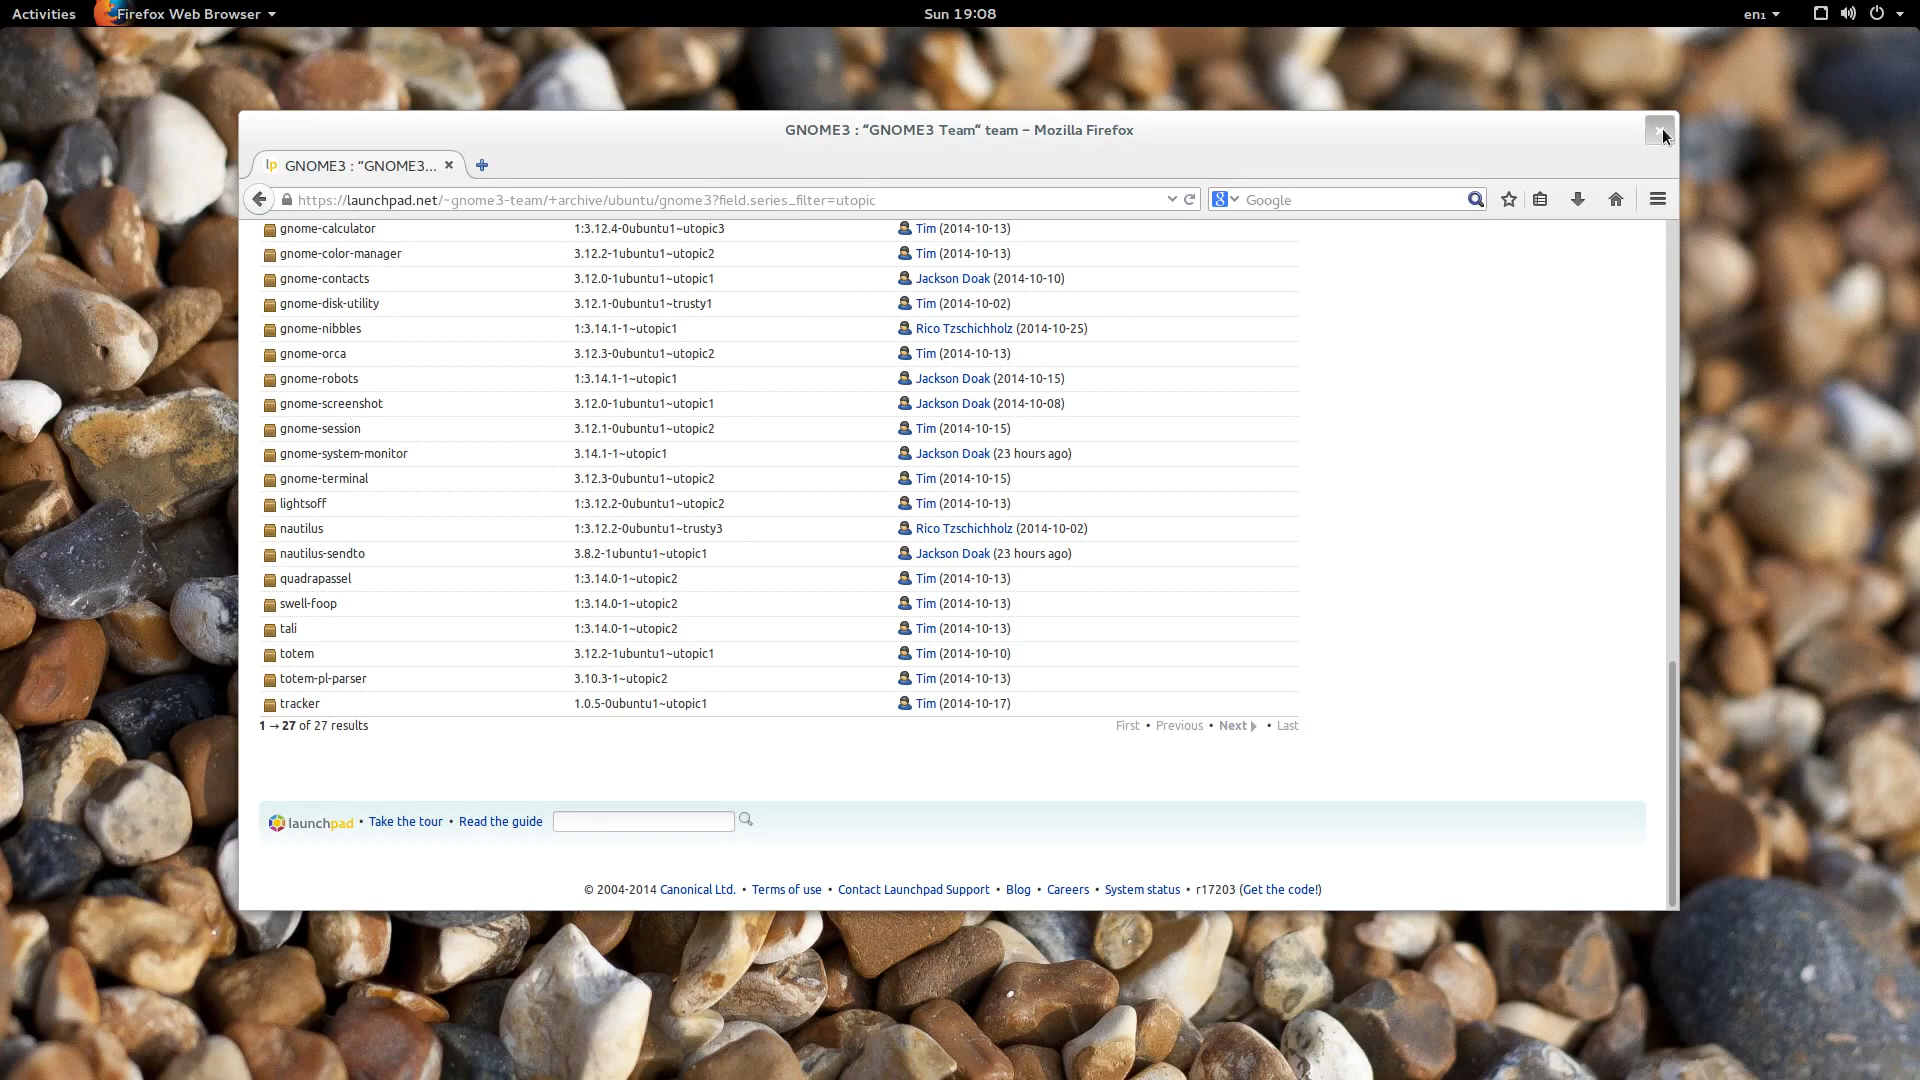 Activities Firefox Web Browser Sun 19:08 en₁
GNOME3 : “GNOME3 Team” team – Mozilla Firefox
lp GNOME3 : “GNOME3...
https://launchpad.net/~gnome3-team/+archive/ubuntu/gnome3?field.series_filter=utopic 8 Google
gnome-calculator 1:3.12.4-0ubuntu1~utopic3 Tim (2014-10-13)
gnome-color-manager 3.12.2-1ubuntu1~utopic2 Tim (2014-10-13)
gnome-contacts 3.12.0-1ubuntu1~utopic1 Jackson Doak (2014-10-10)
gnome-disk-utility 3.12.1-0ubuntu1~trusty1 Tim (2014-10-02)
gnome-nibbles 1:3.14.1-1~utopic1 Rico Tzschichholz (2014-10-25)
gnome-orca 3.12.3-0ubuntu1~utopic2 Tim (2014-10-13)
gnome-robots 1:3.14.1-1~utopic1 Jackson Doak (2014-10-15)
gnome-screenshot 3.12.0-1ubuntu1~utopic1 Jackson Doak (2014-10-08)
gnome-session 3.12.1-0ubuntu1~utopic2 Tim (2014-10-15)
gnome-system-monitor 3.14.1-1~utopic1 Jackson Doak (23 hours ago)
gnome-terminal 3.12.3-0ubuntu1~utopic2 Tim (2014-10-15)
lightsoff 1:3.12.2-0ubuntu1~utopic2 Tim (2014-10-13)
nautilus 1:3.12.2-0ubuntu1~trusty3 Rico Tzschichholz (2014-10-02)
nautilus-sendto 3.8.2-1ubuntu1~utopic1 Jackson Doak (23 hours ago)
quadrapassel 1:3.14.0-1~utopic2 Tim (2014-10-13)
swell-foop 1:3.14.0-1~utopic2 Tim (2014-10-13)
tali 1:3.14.0-1~utopic2 Tim (2014-10-13)
totem 3.12.2-1ubuntu1~utopic1 Tim (2014-10-10)
totem-pl-parser 3.10.3-1~utopic2 Tim (2014-10-13)
tracker 1.0.5-0ubuntu1~utopic1 Tim (2014-10-17)
1 → 27 of 27 results First • Previous • Next • Last
launchpad • Take the tour • Read the guide
© 2004-2014 Canonical Ltd. • Terms of use • Contact Launchpad Support • Blog • Careers • System status • r17203 (Get the code!)